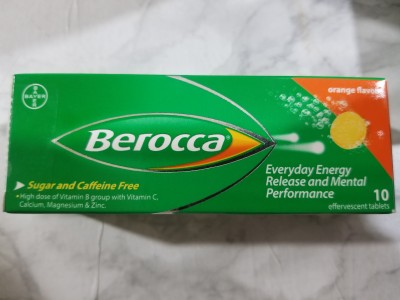 BAYER
orange flavour
Berocca
Everyday Energy
Release and Mental
Performance
Sugar and Caffeine Free
• High dose of Vitamin B group with Vitamin C,
Calcium, Magnesium & Zinc.
10
effervescent tablets